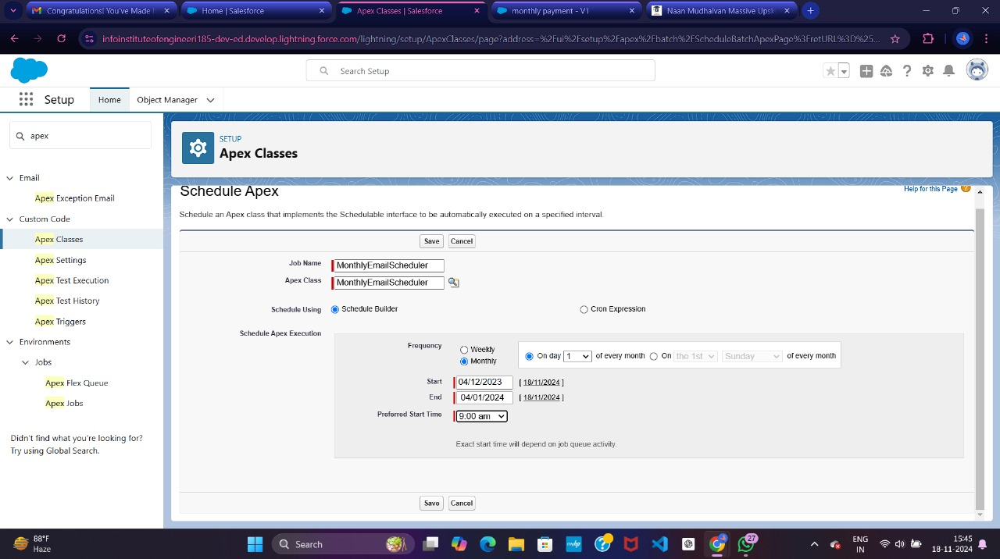 Congratulations! You've Made I
Home | Salesforce
Apex Classes | Salesforce
monthly payment - V1
Naan Mudhalvan Massive Upsk
infoinstituteofengineeri185-dev-ed.develop.lightning.force.com/lightning/setup/ApexClasses/page?address=%2Fui%2Fsetup%2Fapex%2Fbatch%2FScheduleBatchApexPage%3FretURL%3D%25...
Search Setup
Setup
Home
Object Manager
apex
SETUP
Apex Classes
Email
Apex Exception Email
Custom Code
Apex Classes
Apex Settings
Apex Test Execution
Apex Test History
Apex Triggers
Environments
Jobs
Apex Flex Queue
Apex Jobs
Didn't find what you're looking for?
Try using Global Search.
Schedule Apex
Help for this Page
Schedule an Apex class that implements the Schedulable interface to be automatically executed on a specified interval.
Save Cancel
Job Name MonthlyEmailScheduler
Apex Class MonthlyEmailScheduler
Schedule Using Schedule Builder Cron Expression
Schedule Apex Execution
Frequency Weekly
Monthly
On day 1 of every month On the 1st Sunday of every month
Start 04/12/2023 [ 18/11/2024 ]
End 04/01/2024 [ 18/11/2024 ]
Preferred Start Time 9:00 am
Exact start time will depend on job queue activity.
Save Cancel
88°F
Haze
Search
27
ENG
IN
15:45
18-11-2024